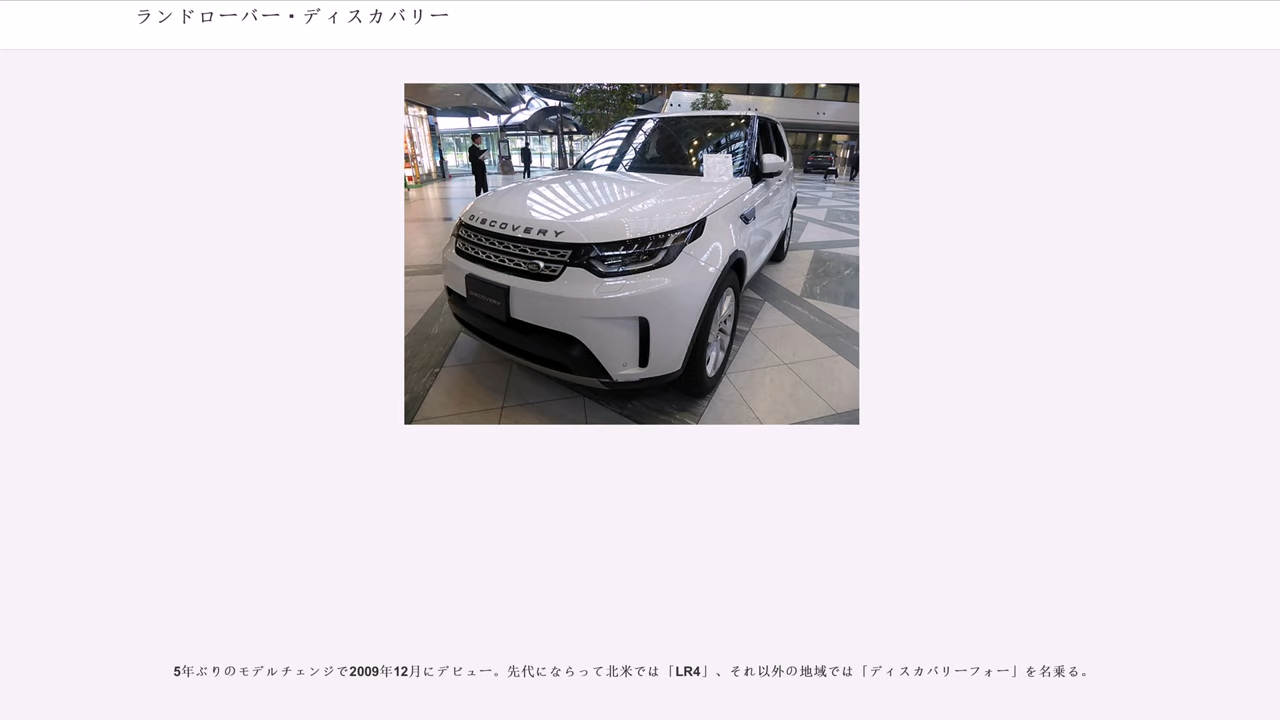 ランドローバー・ディスカバリー
DISCOVERY
DISCOVERY
5年ぶりのモデルチェンジで2009年12月にデビュー。先代にならって北米では「LR4」、それ以外の地域では「ディスカバリーフォー」を名乗る。